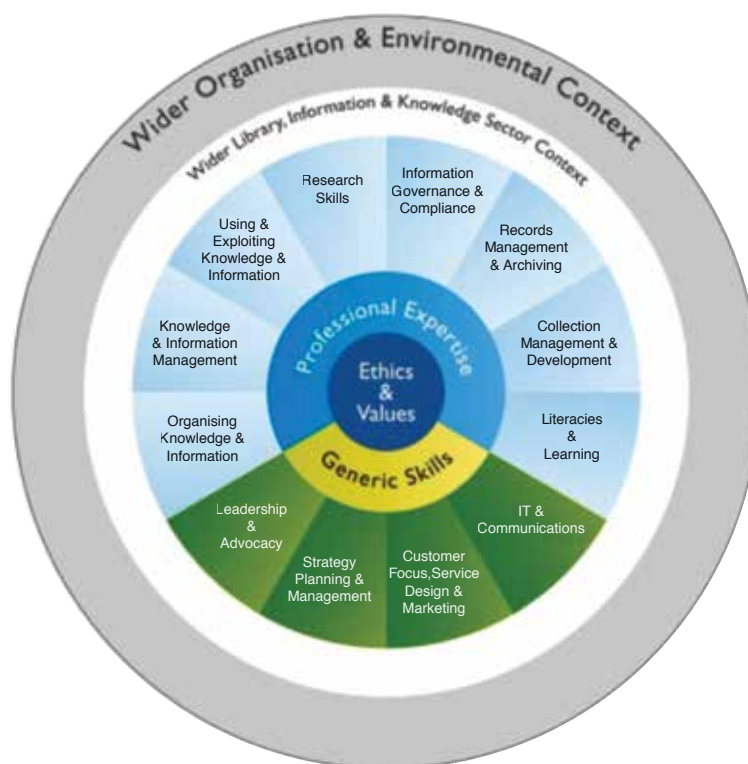 Wider Organisation & Environmental Context
Wider Library, Information & Knowledge Sector Context
Research
Skills
Information
Governance &
Compliance
Using &
Exploiting
Knowledge &
Information
Records
Management
& Archiving
Knowledge
& Information
Management
Professional Expertise
Collection
Management &
Development
Ethics
&
Values
Organising
Knowledge &
Information
Literacies
&
Learning
Generic Skills
Leadership
&
Advocacy
Strategy
Planning &
Management
Customer
Focus,Service
Design &
Marketing
IT &
Communications